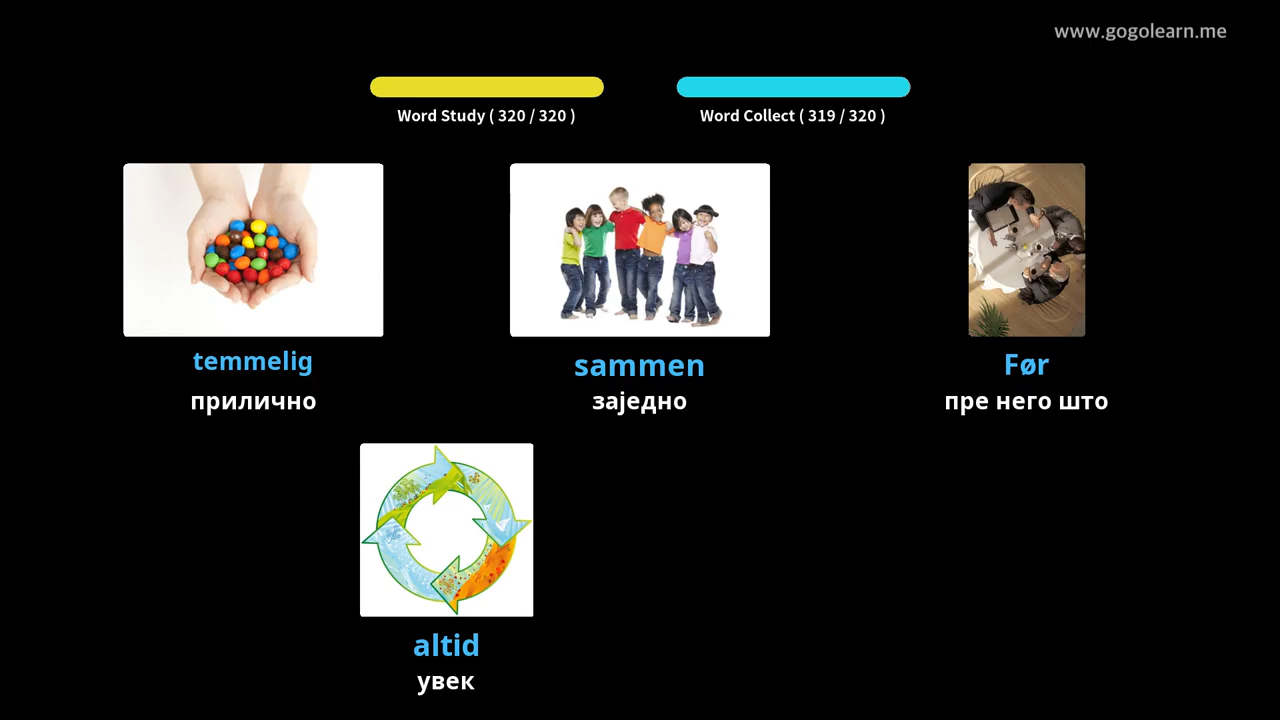 www.gogolearn.me
Word Study ( 320 / 320 )
Word Collect ( 319 / 320 )
temmelig
прилично
sammen
заједно
Før
пре него што
altid
увек